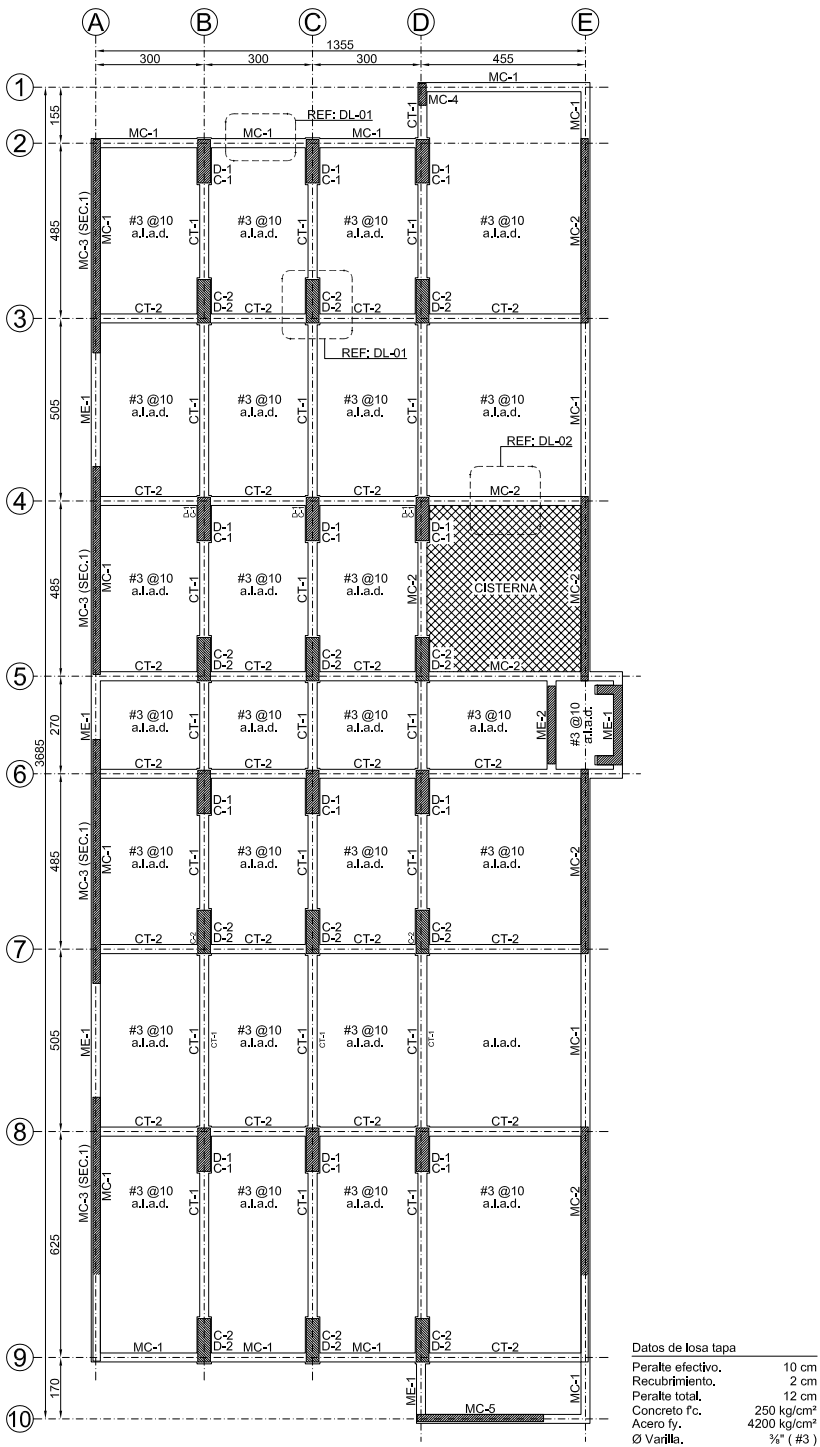 A B C D E
1355
300 300 300 455
MC-1
1
MC-4
155
CT-1
MC-1
REF: DL-01
2
MC-1 MC-1 MC-1
D-1 D-1 D-1
C-1 C-1 C-1
485
MC-3 (SEC.1)
MC-1
#3 @10 #3 @10 #3 @10 #3 @10
a.l.a.d. a.l.a.d. a.l.a.d. a.l.a.d.
CT-1 CT-1 CT-1 MC-2
C-2 C-2 C-2
D-2 D-2 D-2
3
CT-2 CT-2 CT-2 CT-2
REF: DL-01
505
ME-1
#3 @10 #3 @10 #3 @10 #3 @10
a.l.a.d. a.l.a.d. a.l.a.d. a.l.a.d.
CT-1 CT-1 CT-1 MC-1
REF: DL-02
4
CT-2 CT-2 CT-2 MC-2
D-1 D-1 D-1
C-1 C-1 C-1
D-1 D-1 D-1
C-1 C-1 C-1
485
MC-3 (SEC.1)
MC-1
#3 @10 #3 @10 #3 @10
a.l.a.d. a.l.a.d. a.l.a.d.
CT-1 CT-1 MC-2 MC-2
CISTERNA
C-2 C-2 C-2
D-2 D-2 D-2
5
CT-2 CT-2 CT-2 MC-2
270
ME-1
#3 @10 #3 @10 #3 @10 #3 @10
a.l.a.d. a.l.a.d. a.l.a.d. a.l.a.d.
CT-1 CT-1 CT-1 ME-2
#3 @10
a.l.a.d.
ME-1
3685
6
CT-2 CT-2 CT-2 CT-2
D-1 D-1 D-1
C-1 C-1 C-1
485
MC-3 (SEC.1)
MC-1
#3 @10 #3 @10 #3 @10 #3 @10
a.l.a.d. a.l.a.d. a.l.a.d. a.l.a.d.
CT-1 CT-1 CT-1 MC-2
C-2 C-2 C-2
D-2 D-2 D-2
C-2 C-2
7
CT-2 CT-2 CT-2 CT-2
505
ME-1
#3 @10 #3 @10 #3 @10
a.l.a.d. a.l.a.d. a.l.a.d. a.l.a.d.
CT-1 CT-1 CT-1 MC-1
CT-1 CT-1 CT-1
8
CT-2 CT-2 CT-2 CT-2
D-1 D-1 D-1
C-1 C-1 C-1
625
MC-3 (SEC.1)
MC-1
#3 @10 #3 @10 #3 @10 #3 @10
a.l.a.d. a.l.a.d. a.l.a.d. a.l.a.d.
CT-1 CT-1 CT-1 MC-2
C-2 C-2 C-2
D-2 D-2 D-2
9
MC-1 MC-1 MC-1 CT-2
170
ME-1
MC-1
MC-5
10
Datos de losa tapa
Peralte efectivo. 10 cm
Recubrimiento. 2 cm
Peralte total. 12 cm
Concreto f'c. 250 kg/cm²
Acero fy. 4200 kg/cm²
Ø Varilla. ⅜" ( #3 )